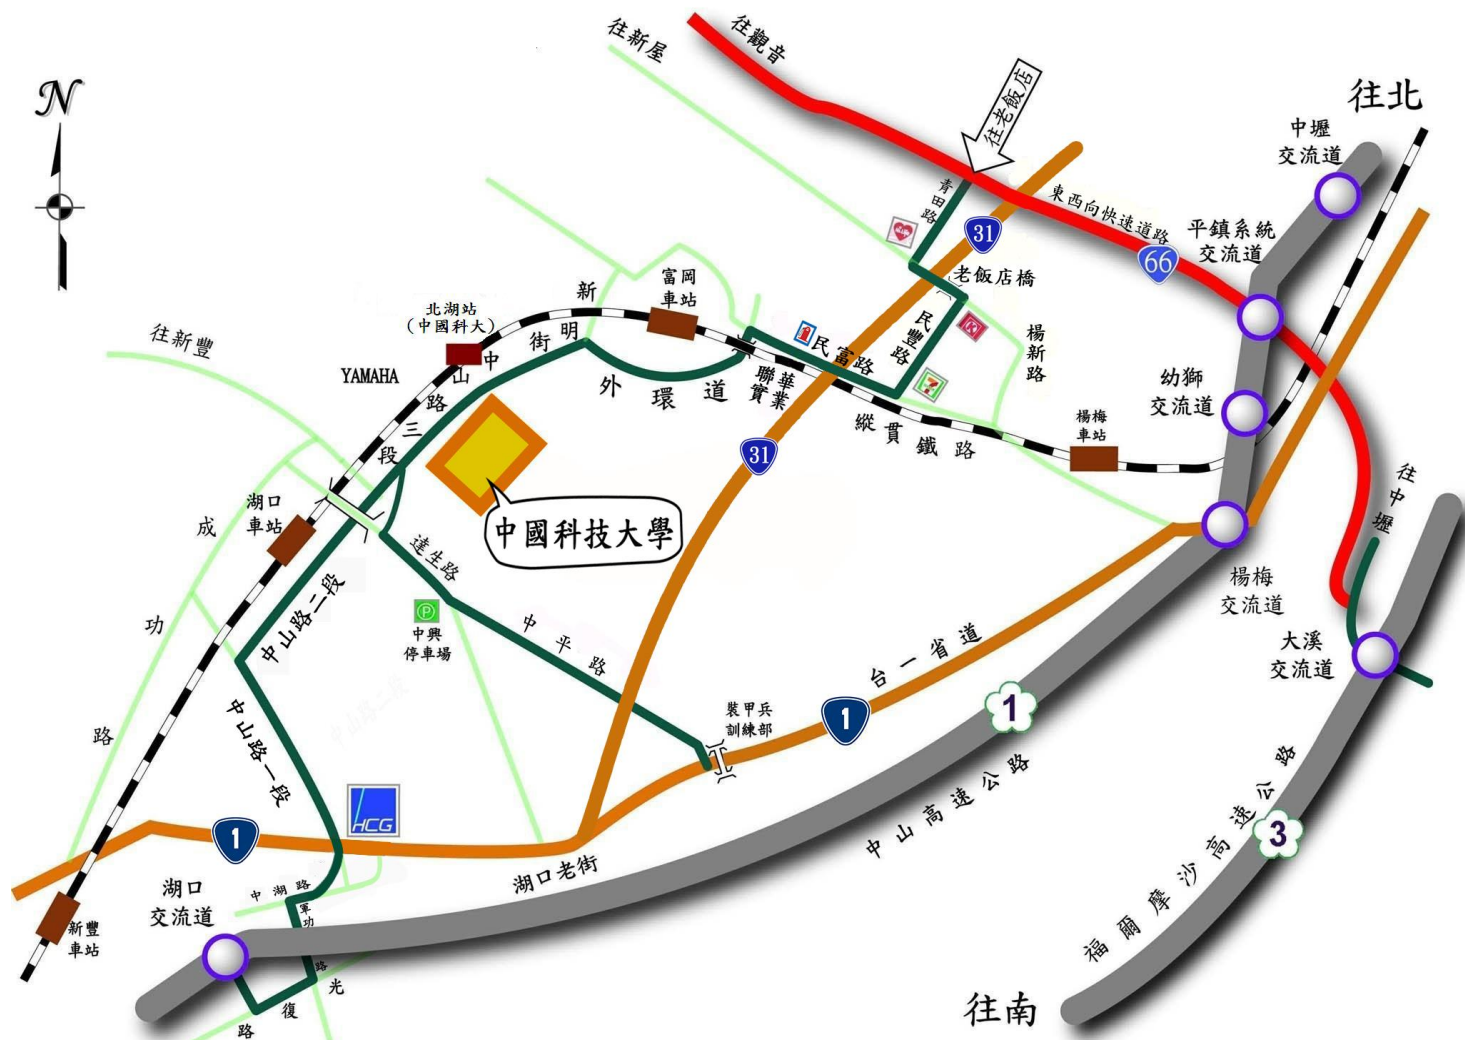 N
往新屋
往觀音
往老飯店
往北
中壢
交流道
青田路
31
東西向快速道路
66
平鎮系統
交流道
老飯店橋
北湖站
(中國科大)
新明街
富岡
車站
往新豐
YAMAHA
中山路三段
外環道
民富路
民豐路
楊新路
聯華
實業
縱貫鐵路
楊梅
車站
幼獅
交流道
31
往中壢
湖口
車站
中國科技大學
達生路
成功路
中山路二段
P
中興
停車場
中平路
楊梅
交流道
大溪
交流道
台一省道
裝甲兵
訓練部
1
1
中山路一段
中山路二段
HCG
1
中山高速公路
福爾摩沙高速公路
3
湖口老街
湖口
交流道
中湖路
軍功路
新豐
車站
復光路
往南